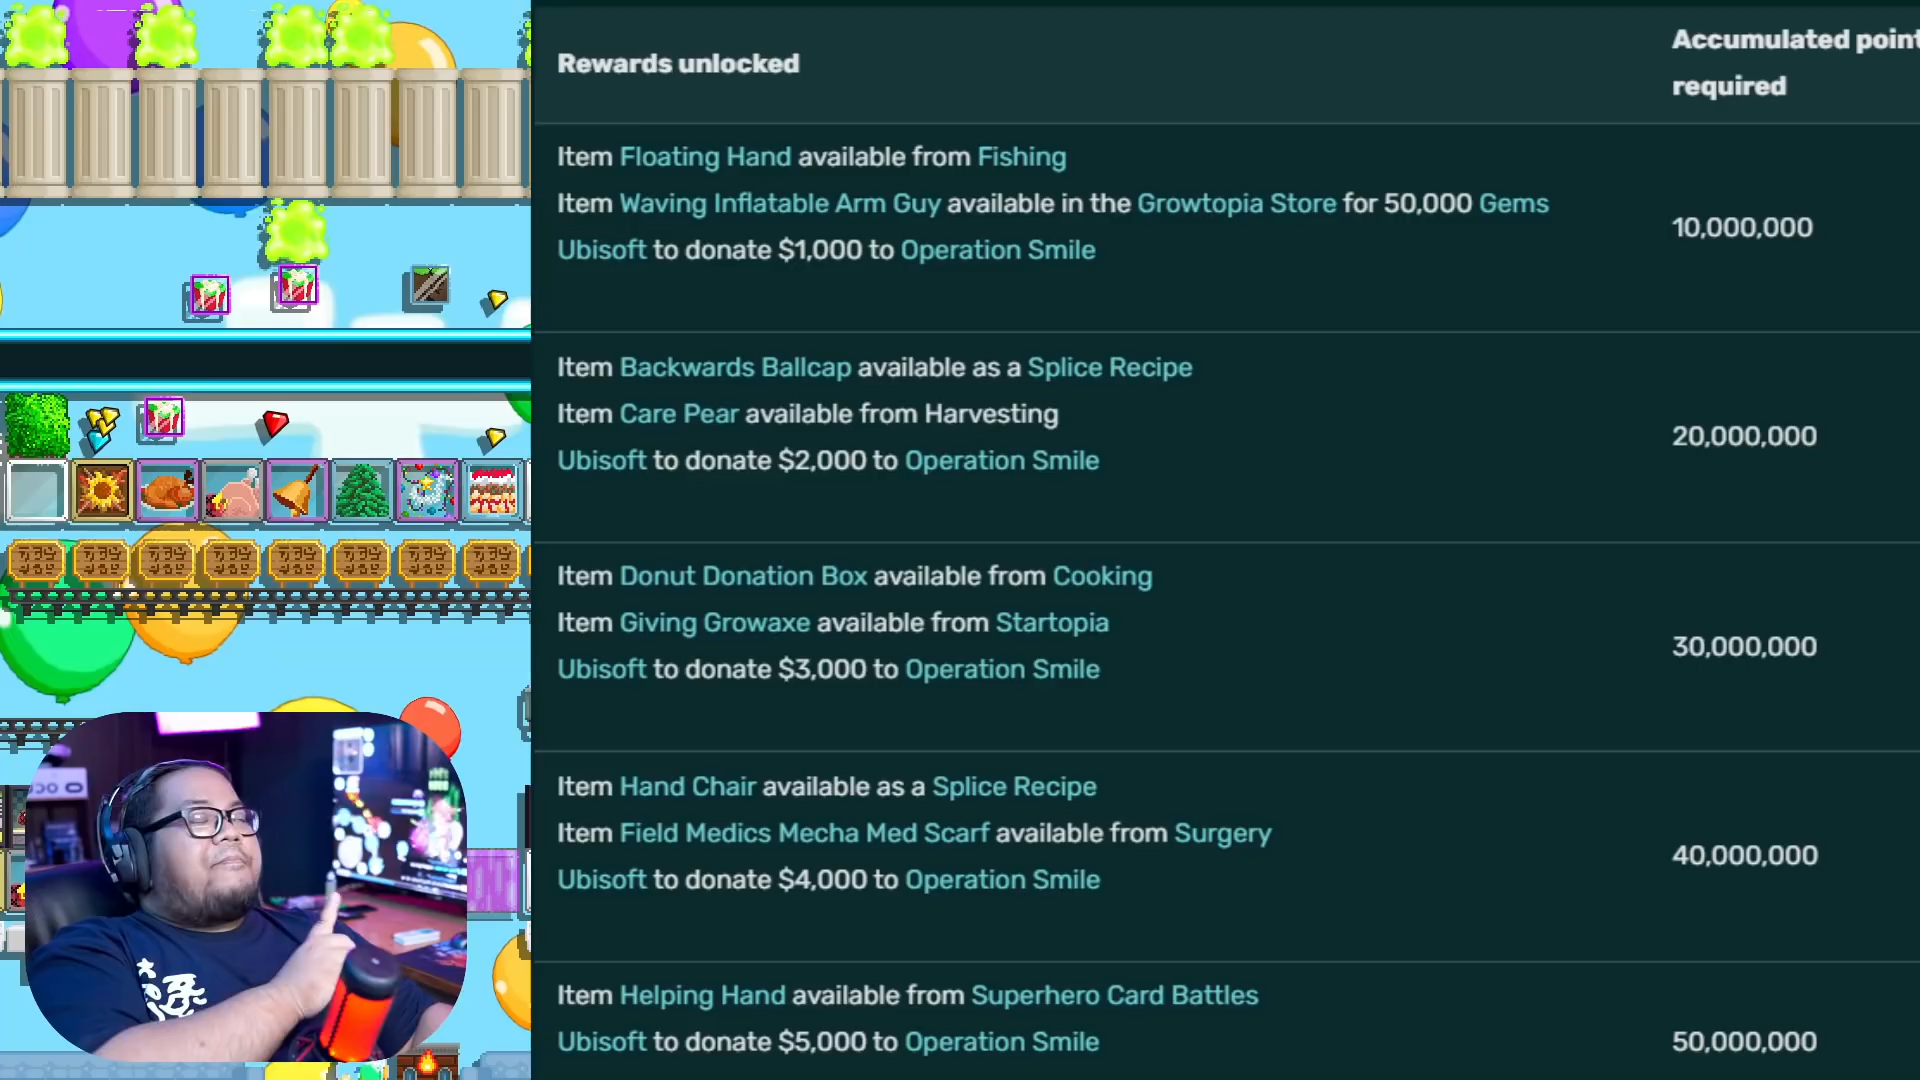 Rewards unlocked
Accumulated point
required
Item Floating Hand available from Fishing
Item Waving Inflatable Arm Guy available in the Growtopia Store for 50,000 Gems
Ubisoft to donate $1,000 to Operation Smile
10,000,000
Item Backwards Ballcap available as a Splice Recipe
Item Care Pear available from Harvesting
Ubisoft to donate $2,000 to Operation Smile
20,000,000
Item Donut Donation Box available from Cooking
Item Giving Growaxe available from Startopia
Ubisoft to donate $3,000 to Operation Smile
30,000,000
Item Hand Chair available as a Splice Recipe
Item Field Medics Mecha Med Scarf available from Surgery
Ubisoft to donate $4,000 to Operation Smile
40,000,000
Item Helping Hand available from Superhero Card Battles
Ubisoft to donate $5,000 to Operation Smile
50,000,000